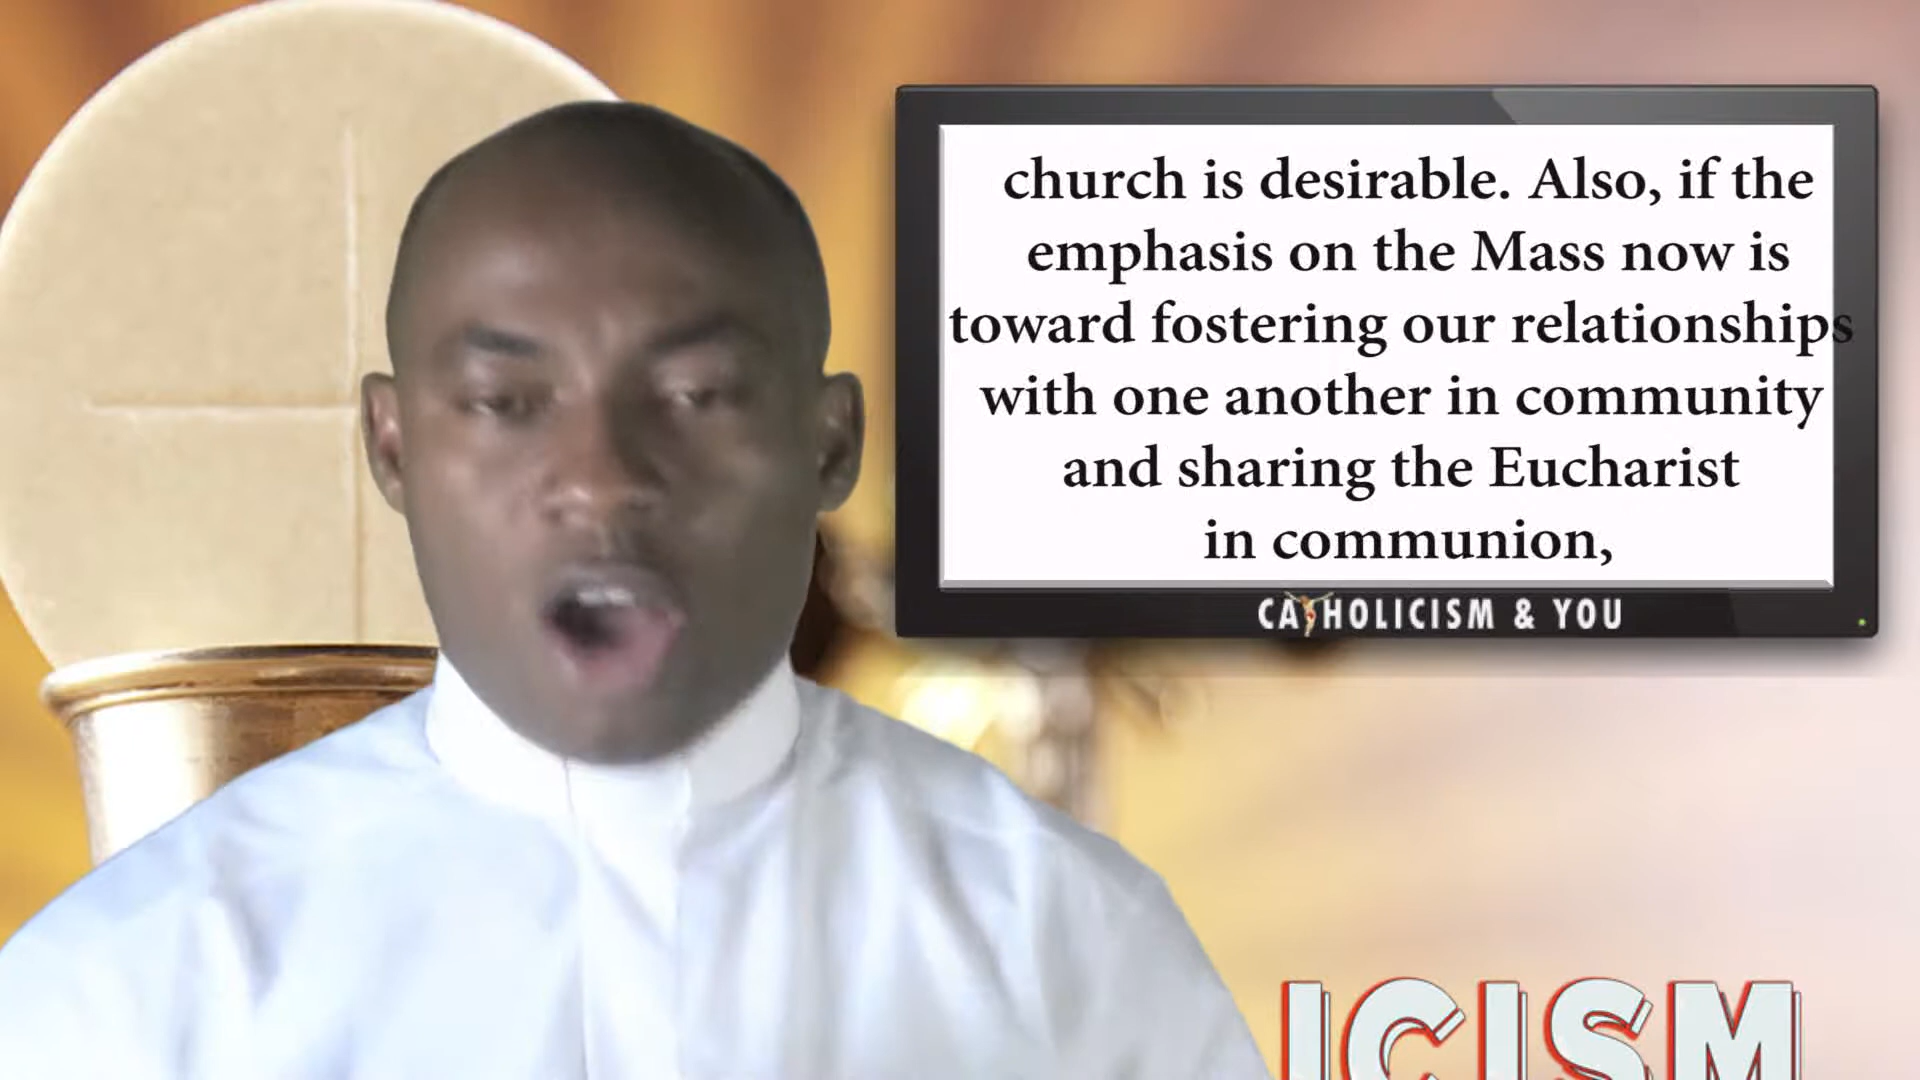 church is desirable. Also, if the
emphasis on the Mass now is
toward fostering our relationships
with one another in community
and sharing the Eucharist
in communion,
CATHOLICISM & YOU
ICISM